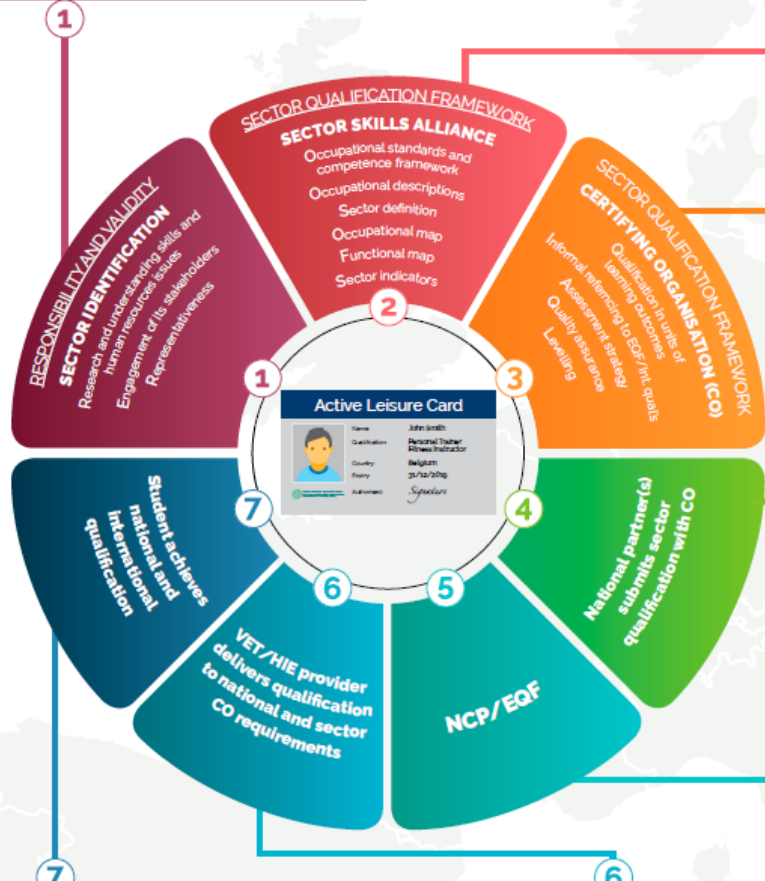 1
RESPONSIBILITY AND VALIDITY
SECTOR IDENTIFICATION
Research and understanding skills and
human resources issues
Engagement of its stakeholders
Representativeness
1
SECTOR QUALIFICATION FRAMEWORK
SECTOR SKILLS ALLIANCE
Occupational standards and
competence framework
Occupational descriptions
Sector definition
Occupational map
Functional map
Sector indicators
2
SECTOR QUALIFICATION FRAMEWORK
CERTIFYING ORGANISATION (CO)
Qualification in units of
learning outcomes
Informal referncing to EQF/int. quals
Assessment strategy
Quality assurance
Levelling
3
Active Leisure Card
Name: John Smith
Qualification: Personal Trainer
Fitness Instructor
Country: Belgium
Expiry: 31/12/2019
Authorised: Signature
4
National partner(s)
submits sector
qualification with CO
5
NCP/EQF
6
VET/HIE provider
delivers qualification
to national and sector
CO requirements
7
Student achieves
national and
international
qualification
7
6